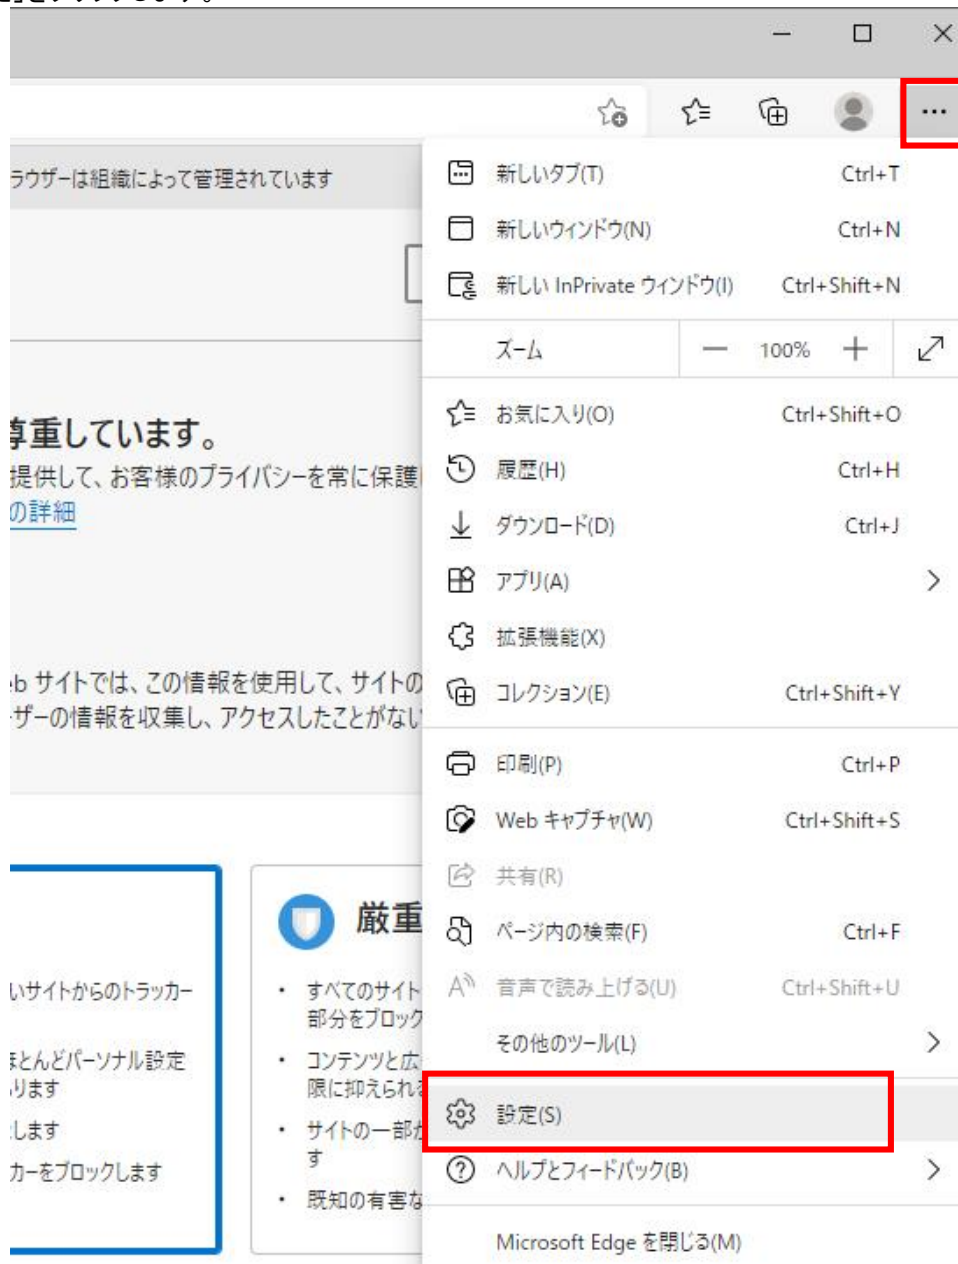 をクリックします。
ラウザーは組織によって管理されています
尊重しています。
提供して、お客様のプライバシーを常に保護
の詳細
eb サイトでは、この情報を使用して、サイトの
ザーの情報を収集し、アクセスしたことがない
いサイトからのトラッカー
ほとんどパーソナル設定
ります
します
カーをブロックします
厳重
• すべてのサイト
部分をブロック
• コンテンツと広
限に抑えられる
• サイトの一部が
す
• 既知の有害な
新しいタブ(T) Ctrl+T
新しいウィンドウ(N) Ctrl+N
新しい InPrivate ウィンドウ(I) Ctrl+Shift+N
ズーム 100%
お気に入り(O) Ctrl+Shift+O
履歴(H) Ctrl+H
ダウンロード(D) Ctrl+J
アプリ(A)
拡張機能(X)
コレクション(E) Ctrl+Shift+Y
印刷(P) Ctrl+P
Web キャプチャ(W) Ctrl+Shift+S
共有(R)
ページ内の検索(F) Ctrl+F
音声で読み上げる(U) Ctrl+Shift+U
その他のツール(L)
設定(S)
ヘルプとフィードバック(B)
Microsoft Edge を閉じる(M)